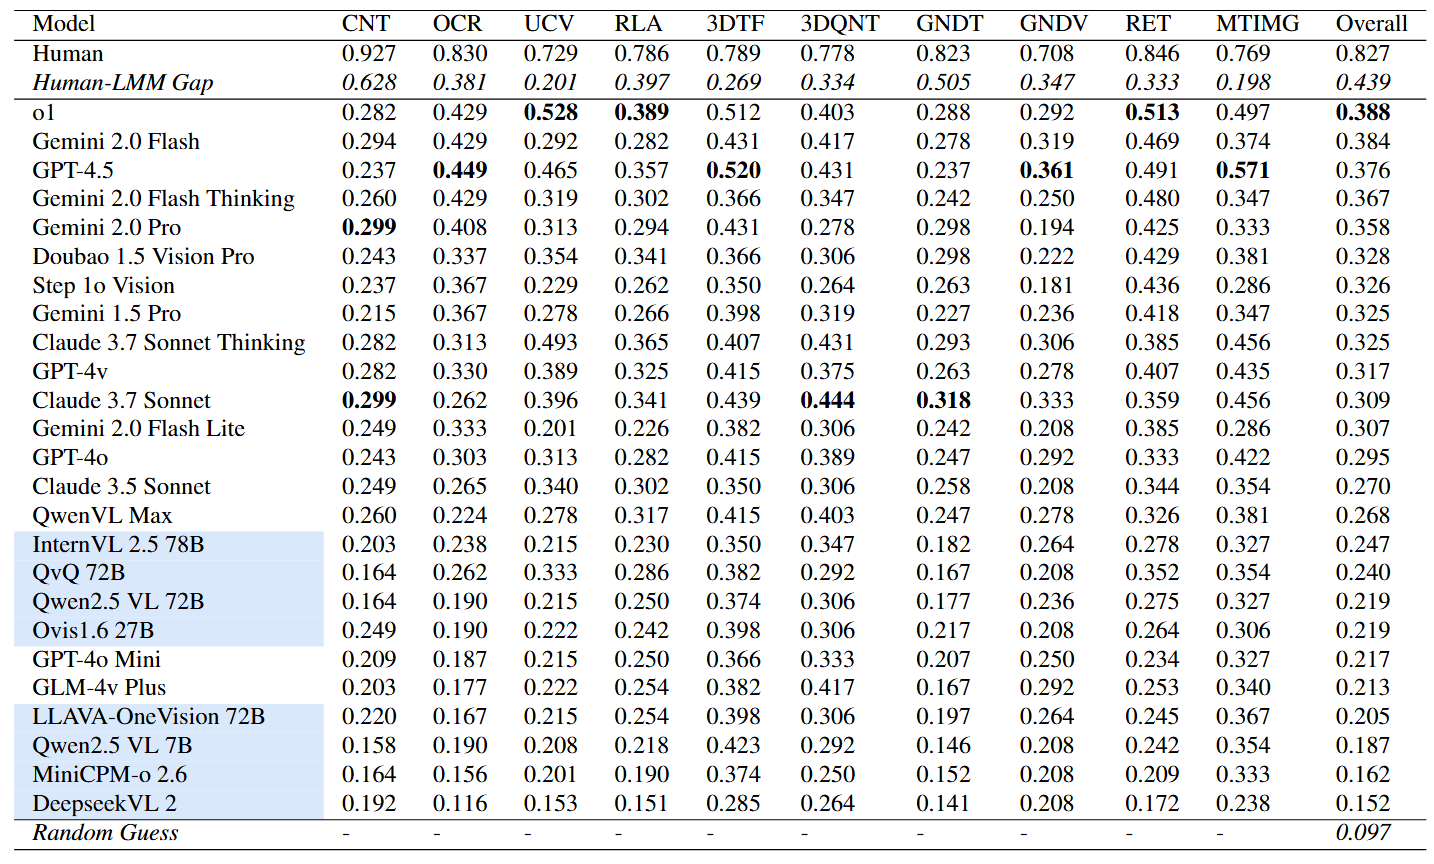 Model CNT OCR UCV RLA 3DTF 3DQNT GNDT GNDV RET MTIMG Overall
Human 0.927 0.830 0.729 0.786 0.789 0.778 0.823 0.708 0.846 0.769 0.827
Human-LMM Gap 0.628 0.381 0.201 0.397 0.269 0.334 0.505 0.347 0.333 0.198 0.439
o1 0.282 0.429 0.528 0.389 0.512 0.403 0.288 0.292 0.513 0.497 0.388
Gemini 2.0 Flash 0.294 0.429 0.292 0.282 0.431 0.417 0.278 0.319 0.469 0.374 0.384
GPT-4.5 0.237 0.449 0.465 0.357 0.520 0.431 0.237 0.361 0.491 0.571 0.376
Gemini 2.0 Flash Thinking 0.260 0.429 0.319 0.302 0.366 0.347 0.242 0.250 0.480 0.347 0.367
Gemini 2.0 Pro 0.299 0.408 0.313 0.294 0.431 0.278 0.298 0.194 0.425 0.333 0.358
Doubao 1.5 Vision Pro 0.243 0.337 0.354 0.341 0.366 0.306 0.298 0.222 0.429 0.381 0.328
Step 1o Vision 0.237 0.367 0.229 0.262 0.350 0.264 0.263 0.181 0.436 0.286 0.326
Gemini 1.5 Pro 0.215 0.367 0.278 0.266 0.398 0.319 0.227 0.236 0.418 0.347 0.325
Claude 3.7 Sonnet Thinking 0.282 0.313 0.493 0.365 0.407 0.431 0.293 0.306 0.385 0.456 0.325
GPT-4v 0.282 0.330 0.389 0.325 0.415 0.375 0.263 0.278 0.407 0.435 0.317
Claude 3.7 Sonnet 0.299 0.262 0.396 0.341 0.439 0.444 0.318 0.333 0.359 0.456 0.309
Gemini 2.0 Flash Lite 0.249 0.333 0.201 0.226 0.382 0.306 0.242 0.208 0.385 0.286 0.307
GPT-4o 0.243 0.303 0.313 0.282 0.415 0.389 0.247 0.292 0.333 0.422 0.295
Claude 3.5 Sonnet 0.249 0.265 0.340 0.302 0.350 0.306 0.258 0.208 0.344 0.354 0.270
QwenVL Max 0.260 0.224 0.278 0.317 0.415 0.403 0.247 0.278 0.326 0.381 0.268
InternVL 2.5 78B 0.203 0.238 0.215 0.230 0.350 0.347 0.182 0.264 0.278 0.327 0.247
QvQ 72B 0.164 0.262 0.333 0.286 0.382 0.292 0.167 0.208 0.352 0.354 0.240
Qwen2.5 VL 72B 0.164 0.190 0.215 0.250 0.374 0.306 0.177 0.236 0.275 0.327 0.219
Ovis1.6 27B 0.249 0.190 0.222 0.242 0.398 0.306 0.217 0.208 0.264 0.306 0.219
GPT-4o Mini 0.209 0.187 0.215 0.250 0.366 0.333 0.207 0.250 0.234 0.327 0.217
GLM-4v Plus 0.203 0.177 0.222 0.254 0.382 0.417 0.167 0.292 0.253 0.340 0.213
LLAVA-OneVision 72B 0.220 0.167 0.215 0.254 0.398 0.306 0.197 0.264 0.245 0.367 0.205
Qwen2.5 VL 7B 0.158 0.190 0.208 0.218 0.423 0.292 0.146 0.208 0.242 0.354 0.187
MiniCPM-o 2.6 0.164 0.156 0.201 0.190 0.374 0.250 0.152 0.208 0.209 0.333 0.162
DeepseekVL 2 0.192 0.116 0.153 0.151 0.285 0.264 0.141 0.208 0.172 0.238 0.152
Random Guess - - - - - - - - - - 0.097